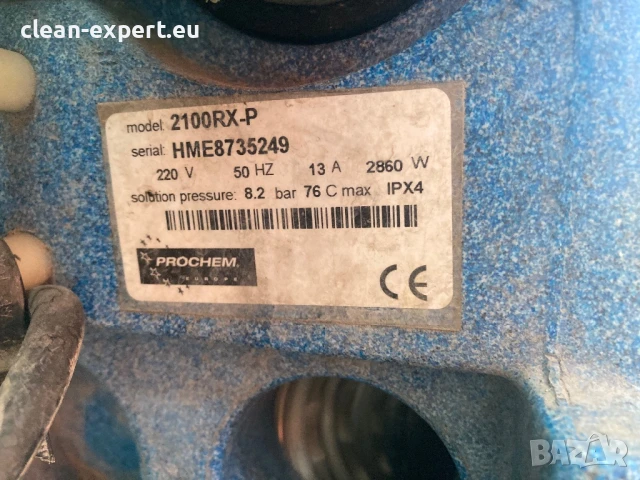 clean-expert.eu
model: 2100RX-P
serial: HME8735249
220 V 50 HZ 13 A 2860 W
solution pressure: 8.2 bar 76 C max IPX4
PROCHEM
EUROPE
CE
BAZAR